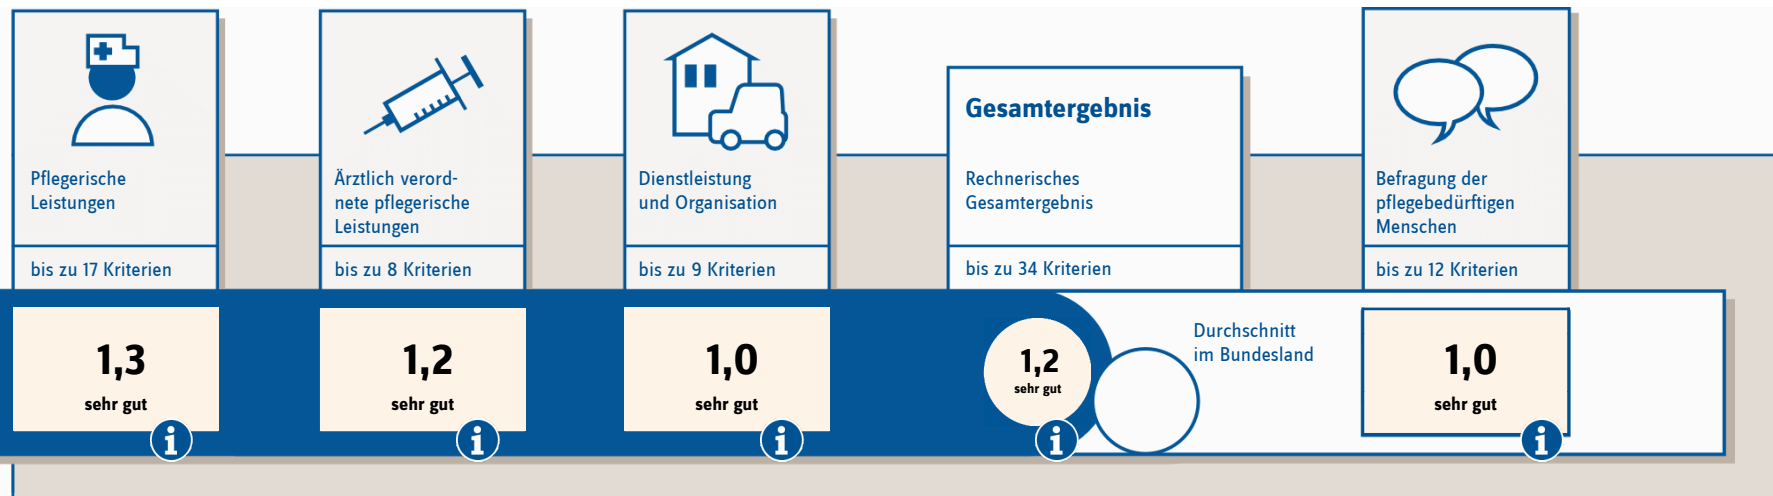 Pflegerische
Leistungen
bis zu 17 Kriterien
1,3
sehr gut
i
Ärztlich verord-
nete pflegerische
Leistungen
bis zu 8 Kriterien
1,2
sehr gut
i
Dienstleistung
und Organisation
bis zu 9 Kriterien
1,0
sehr gut
i
Gesamtergebnis
Rechnerisches
Gesamtergebnis
bis zu 34 Kriterien
1,2
sehr gut
i
Durchschnitt
im Bundesland
Befragung der
pflegebedürftigen
Menschen
bis zu 12 Kriterien
1,0
sehr gut
i